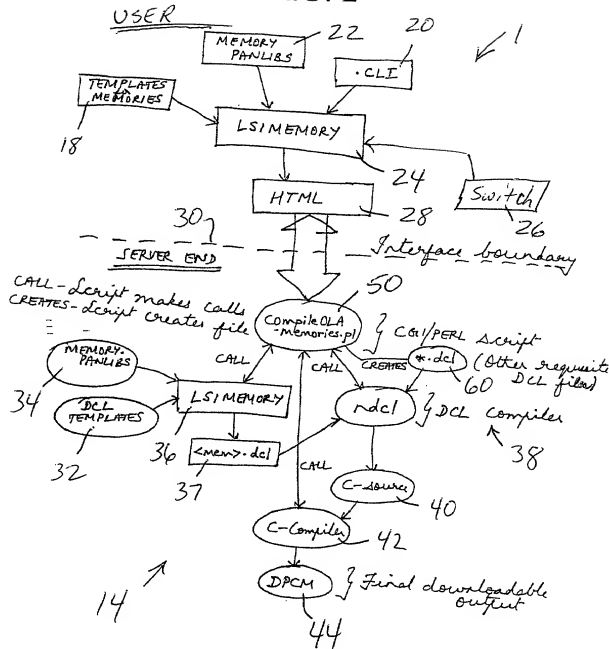 USER
MEMORY
PANLIBS
22
.CLI
20
1
TEMPLATES
MEMORIES
18
LSIMEMORY
24
HTML
28
Switch
26
30
Interface boundary
SERVER END
50
CALL-Script makes calls
CREATES-Script creates file
CompileOLA
-memories.pl
CGI/PERL script
CALL
CALL
CREATES
*.dcl
(Other requisite
DCL files)
60
MEMORY.
PANLIBS
34
LSIMEMORY
36
ndcl
DCL Compiler
38
DCL
TEMPLATES
32
<mem>.dcl
37
CALL
C-source
40
C-Compiler
42
14
DPCM
44
Final downloadable
output